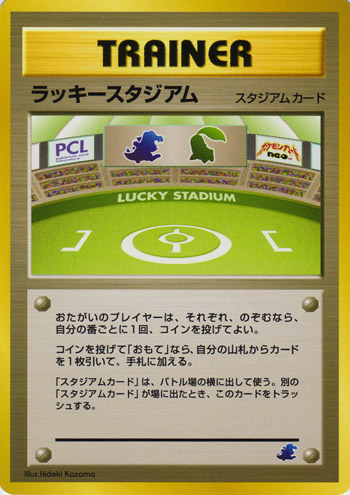 TRAINER
ラッキースタジアム
スタジアムカード
PCL
ポケモンカード
neo
LUCKY STADIUM
おたがいのプレイヤーは、それぞれ、のぞむなら、
自分の番ごとに1回、コインを投げてよい。
コインを投げて「おもて」なら、自分の山札からカード
を1枚引いて、手札に加える。
「スタジアムカード」は、バトル場の横に出して使う。別の
「スタジアムカード」が場に出たとき、このカードをトラッ
シュする。
Illus.Hideki Kazama